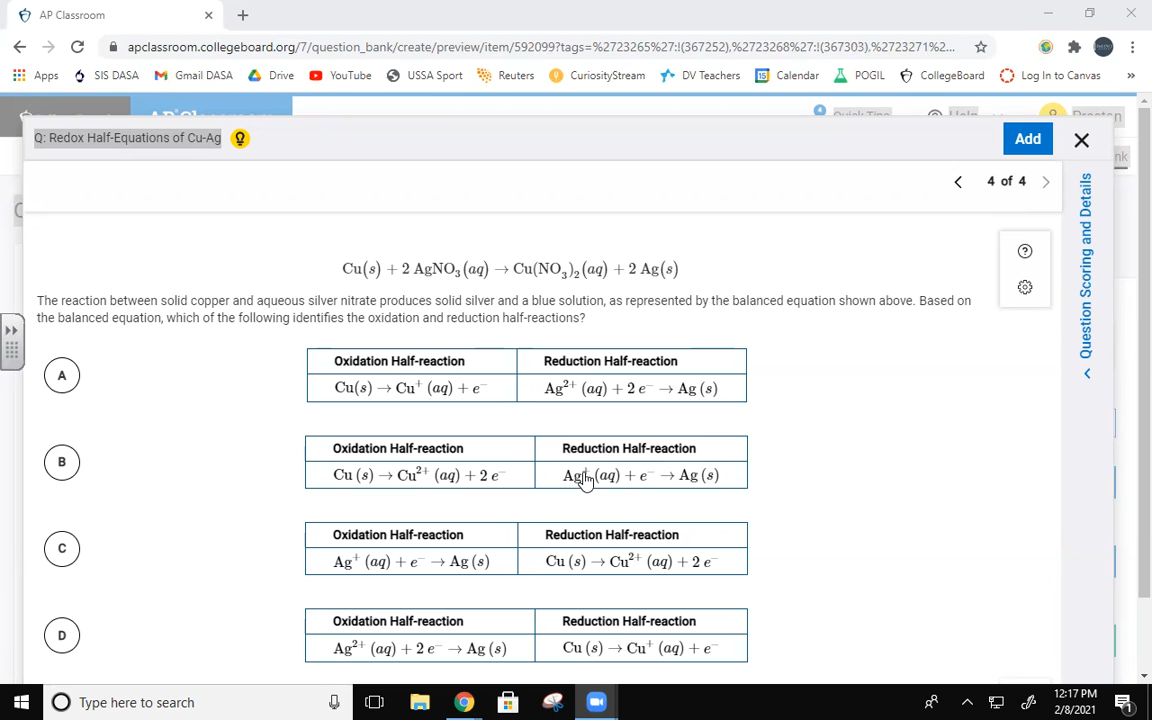 AP Classroom
apclassroom.collegeboard.org/7/question_bank/create/preview/item/592099?tags=%2723265%27:!(367252),%2723268%27:!(367303),%2723271%2...
Apps SIS DASA Gmail DASA Drive YouTube USSA Sport Reuters CuriosityStream DV Teachers Calendar POGIL CollegeBoard Log In to Canvas »
Quick Tips Help Preston
Q: Redox Half-Equations of Cu-Ag Add
4 of 4
Question Scoring and Details
Cu(s) + 2 AgNO₃(aq) → Cu(NO₃)₂(aq) + 2 Ag(s)
The reaction between solid copper and aqueous silver nitrate produces solid silver and a blue solution, as represented by the balanced equation shown above. Based on
the balanced equation, which of the following identifies the oxidation and reduction half-reactions?
A
Oxidation Half-reaction Reduction Half-reaction
Cu(s) → Cu⁺ (aq) + e⁻ Ag²⁺ (aq) + 2 e⁻ → Ag (s)
B
Oxidation Half-reaction Reduction Half-reaction
Cu (s) → Cu²⁺ (aq) + 2 e⁻ Ag⁺ (aq) + e⁻ → Ag (s)
C
Oxidation Half-reaction Reduction Half-reaction
Ag⁺ (aq) + e⁻ → Ag (s) Cu (s) → Cu²⁺ (aq) + 2 e⁻
D
Oxidation Half-reaction Reduction Half-reaction
Ag²⁺ (aq) + 2 e⁻ → Ag (s) Cu (s) → Cu⁺ (aq) + e⁻
Type here to search
12:17 PM
2/8/2021
1